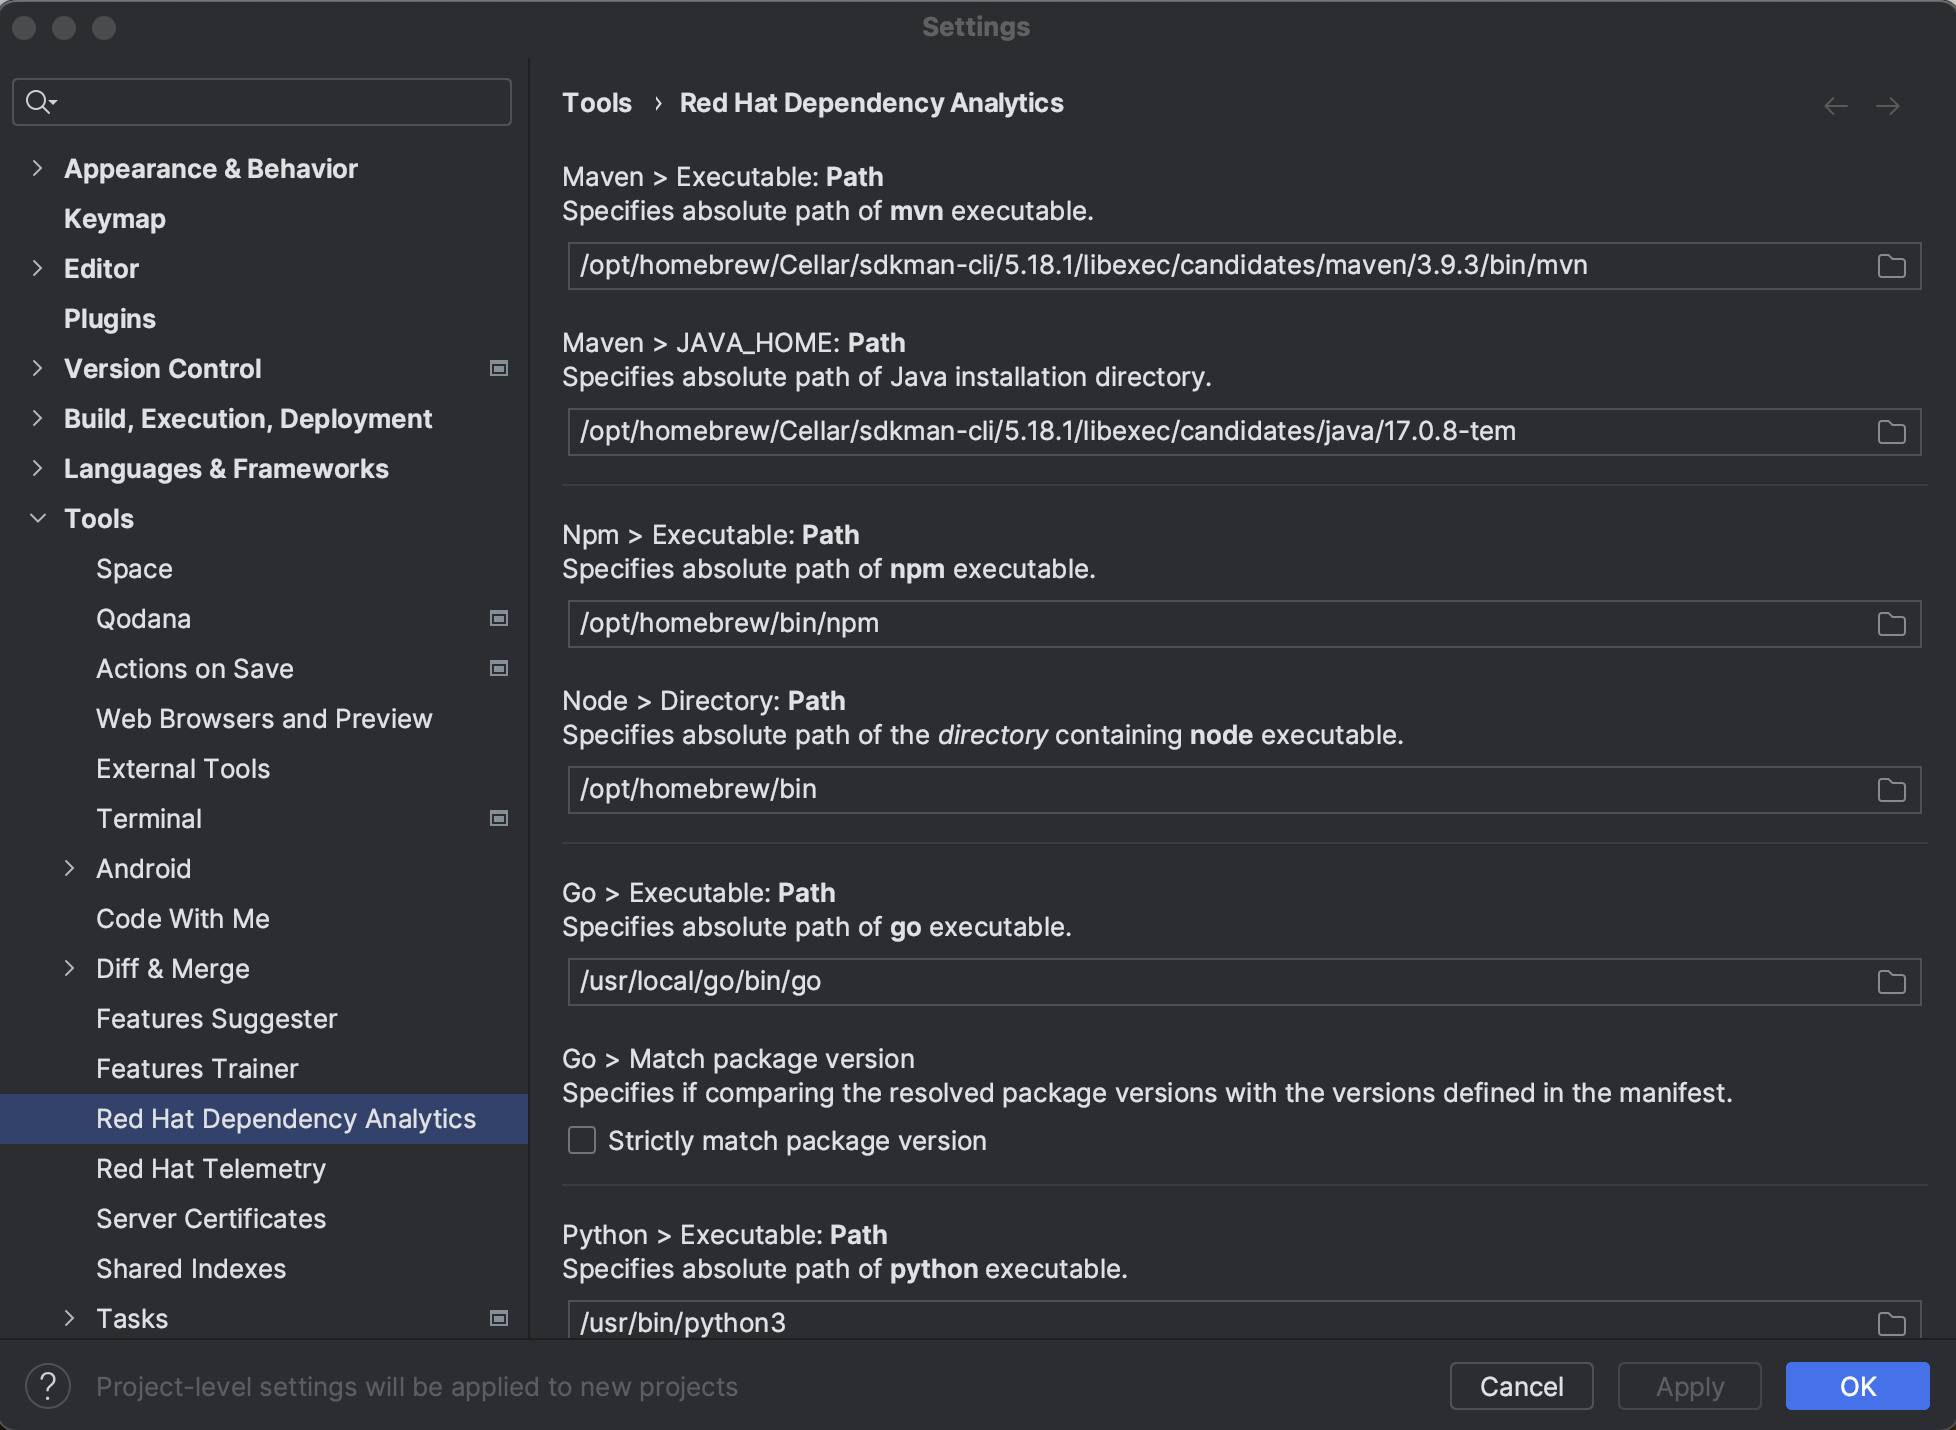 Settings
Appearance & Behavior
Keymap
Editor
Plugins
Version Control
Build, Execution, Deployment
Languages & Frameworks
Tools
Space
Qodana
Actions on Save
Web Browsers and Preview
External Tools
Terminal
Android
Code With Me
Diff & Merge
Features Suggester
Features Trainer
Red Hat Dependency Analytics
Red Hat Telemetry
Server Certificates
Shared Indexes
Tasks
Tools › Red Hat Dependency Analytics
Maven > Executable: Path
Specifies absolute path of mvn executable.
/opt/homebrew/Cellar/sdkman-cli/5.18.1/libexec/candidates/maven/3.9.3/bin/mvn
Maven > JAVA_HOME: Path
Specifies absolute path of Java installation directory.
/opt/homebrew/Cellar/sdkman-cli/5.18.1/libexec/candidates/java/17.0.8-tem
Npm > Executable: Path
Specifies absolute path of npm executable.
/opt/homebrew/bin/npm
Node > Directory: Path
Specifies absolute path of the directory containing node executable.
/opt/homebrew/bin
Go > Executable: Path
Specifies absolute path of go executable.
/usr/local/go/bin/go
Go > Match package version
Specifies if comparing the resolved package versions with the versions defined in the manifest.
Strictly match package version
Python > Executable: Path
Specifies absolute path of python executable.
/usr/bin/python3
? Project-level settings will be applied to new projects
Cancel Apply OK